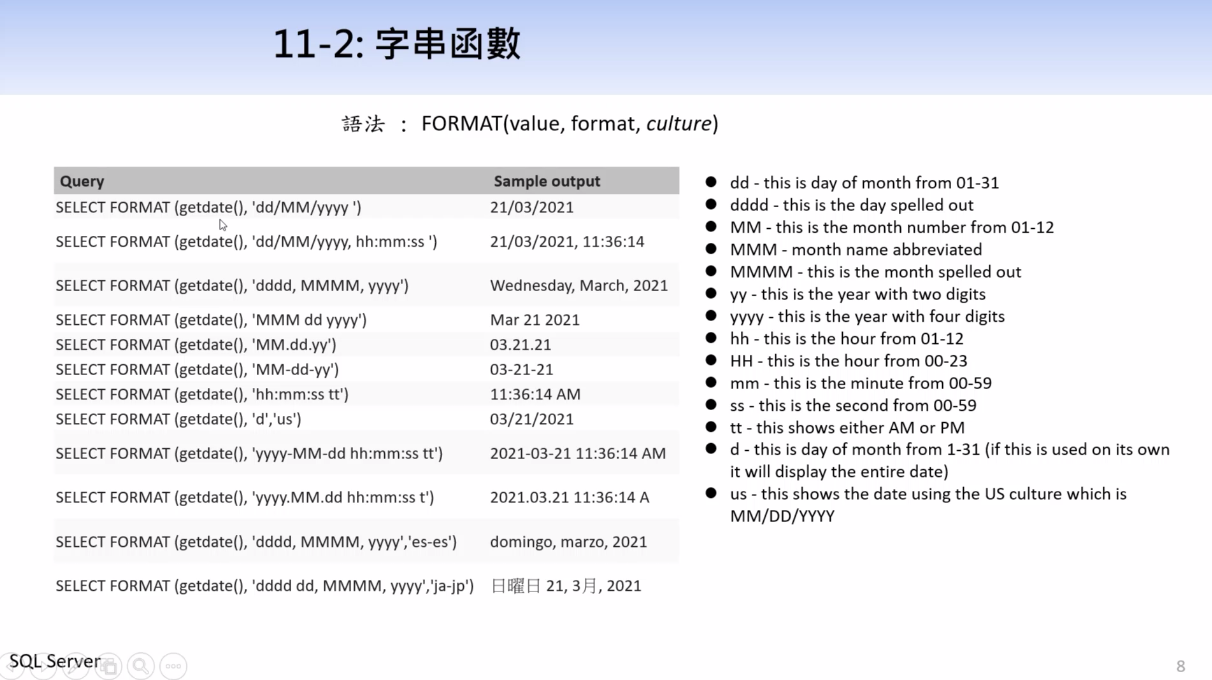 11-2: 字串函數
語法 : FORMAT(value, format, culture)
Query Sample output
SELECT FORMAT (getdate(), 'dd/MM/yyyy ') 21/03/2021
SELECT FORMAT (getdate(), 'dd/MM/yyyy, hh:mm:ss ') 21/03/2021, 11:36:14
SELECT FORMAT (getdate(), 'dddd, MMMM, yyyy') Wednesday, March, 2021
SELECT FORMAT (getdate(), 'MMM dd yyyy') Mar 21 2021
SELECT FORMAT (getdate(), 'MM.dd.yy') 03.21.21
SELECT FORMAT (getdate(), 'MM-dd-yy') 03-21-21
SELECT FORMAT (getdate(), 'hh:mm:ss tt') 11:36:14 AM
SELECT FORMAT (getdate(), 'd','us') 03/21/2021
SELECT FORMAT (getdate(), 'yyyy-MM-dd hh:mm:ss tt') 2021-03-21 11:36:14 AM
SELECT FORMAT (getdate(), 'yyyy.MM.dd hh:mm:ss t') 2021.03.21 11:36:14 A
SELECT FORMAT (getdate(), 'dddd, MMMM, yyyy','es-es') domingo, marzo, 2021
SELECT FORMAT (getdate(), 'dddd dd, MMMM, yyyy','ja-jp') 日曜日 21, 3月, 2021
● dd - this is day of month from 01-31
● dddd - this is the day spelled out
● MM - this is the month number from 01-12
● MMM - month name abbreviated
● MMMM - this is the month spelled out
● yy - this is the year with two digits
● yyyy - this is the year with four digits
● hh - this is the hour from 01-12
● HH - this is the hour from 00-23
● mm - this is the minute from 00-59
● ss - this is the second from 00-59
● tt - this shows either AM or PM
● d - this is day of month from 1-31 (if this is used on its own
it will display the entire date)
● us - this shows the date using the US culture which is
MM/DD/YYYY
SQL Server
8